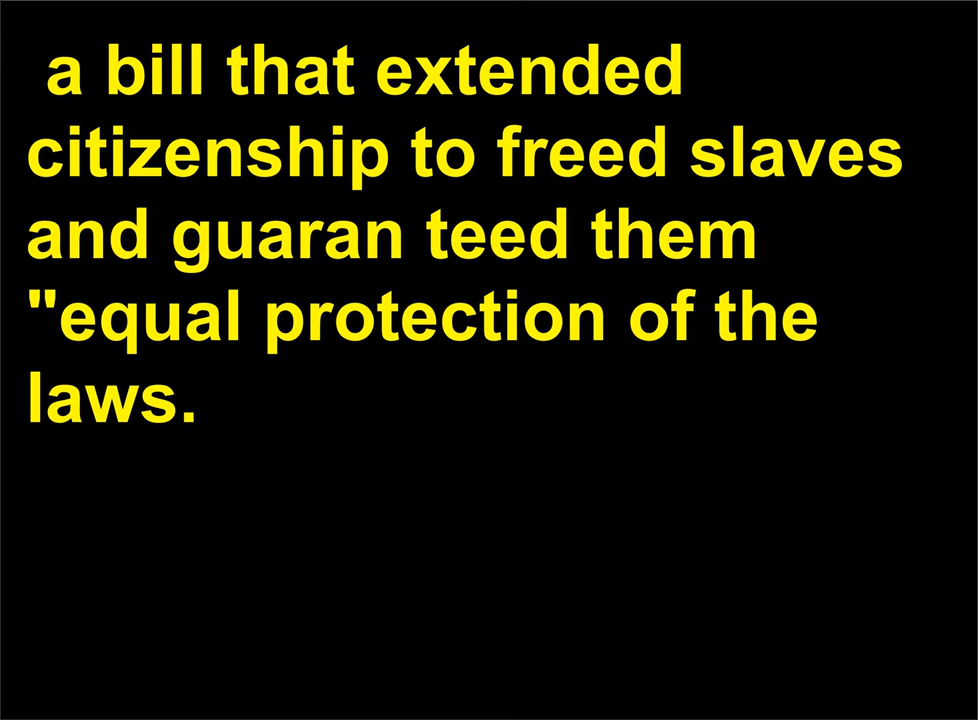 a bill that extended
citizenship to freed slaves
and guaran teed them
"equal protection of the
laws.